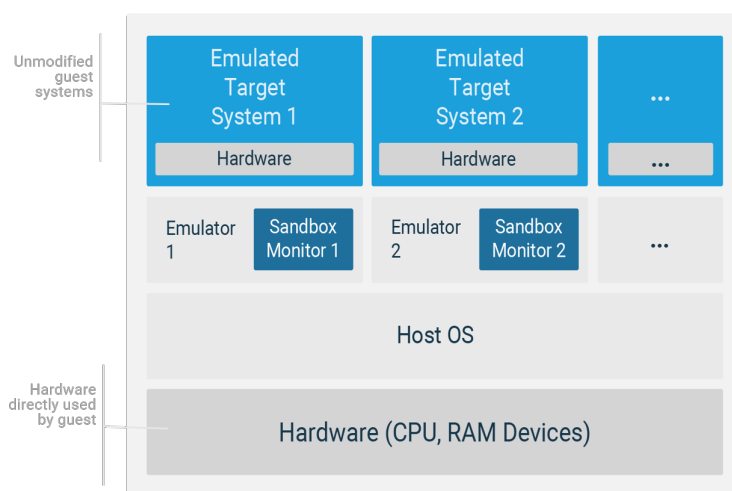 Unmodified
guest
systems
Emulated
Target
System 1
Hardware
Emulated
Target
System 2
Hardware
...
...
Emulator
1
Sandbox
Monitor 1
Emulator
2
Sandbox
Monitor 2
...
Host OS
Hardware
directly used
by guest
Hardware (CPU, RAM Devices)